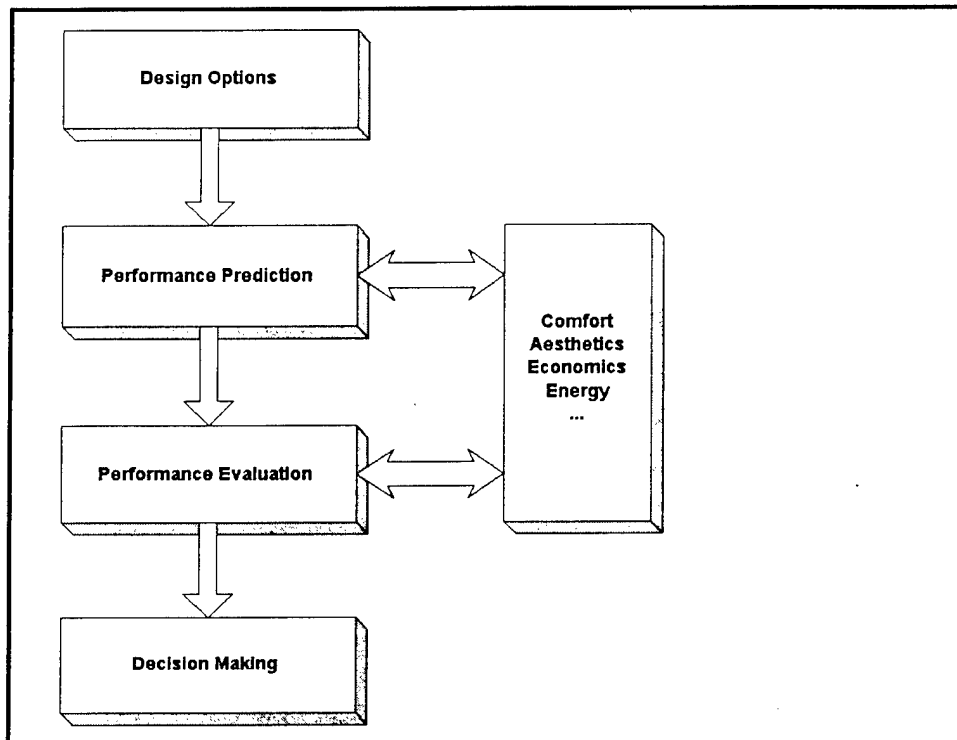 Design Options
Performance Prediction
Comfort
Aesthetics
Economics
Energy
...
Performance Evaluation
Decision Making